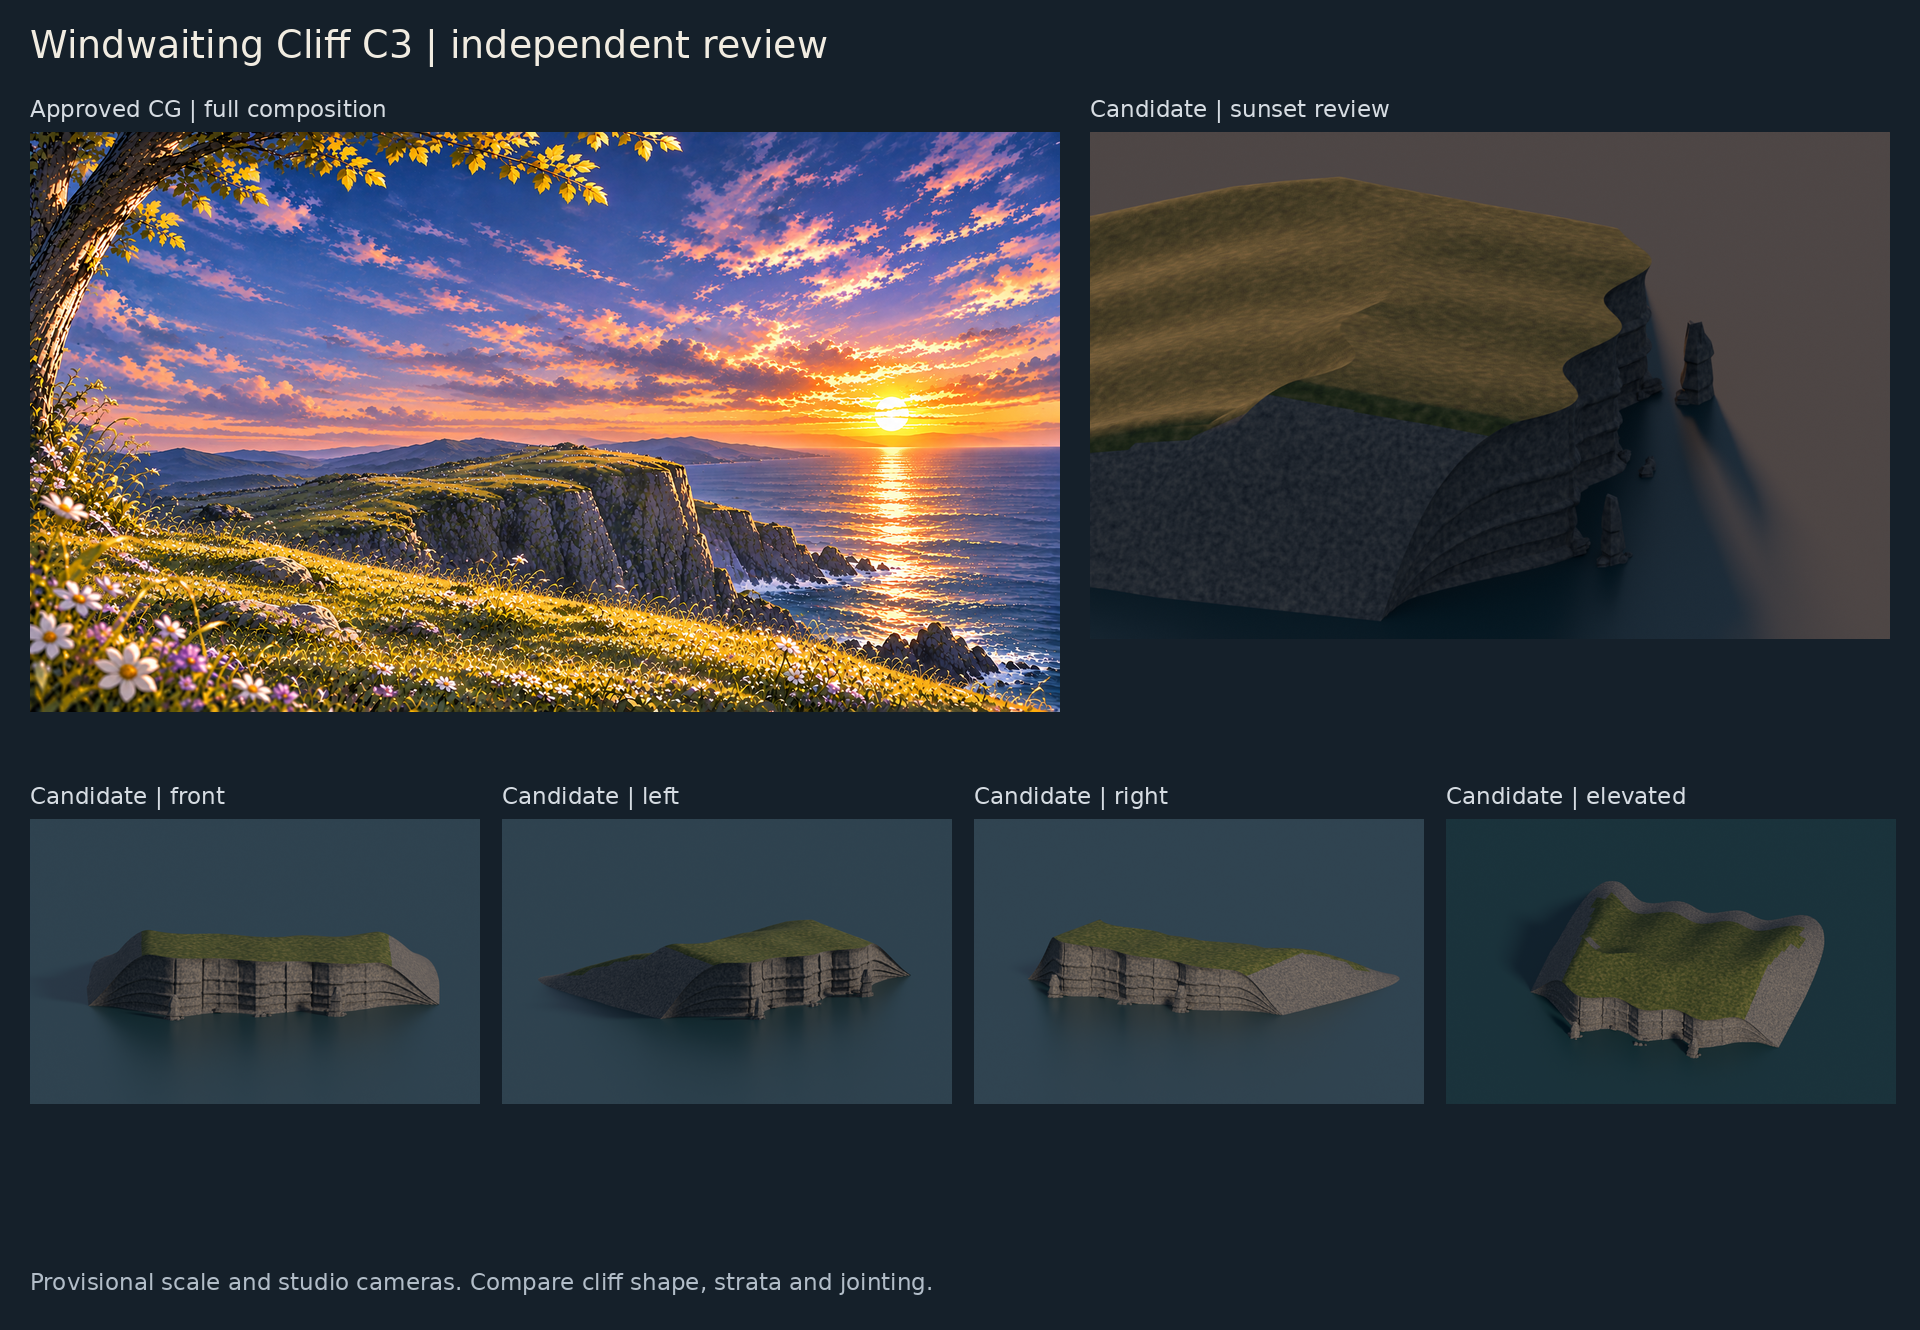 Windwaiting Cliff C3 | independent review
Approved CG | full composition
Candidate | sunset review
Candidate | front
Candidate | left
Candidate | right
Candidate | elevated
Provisional scale and studio cameras. Compare cliff shape, strata and jointing.